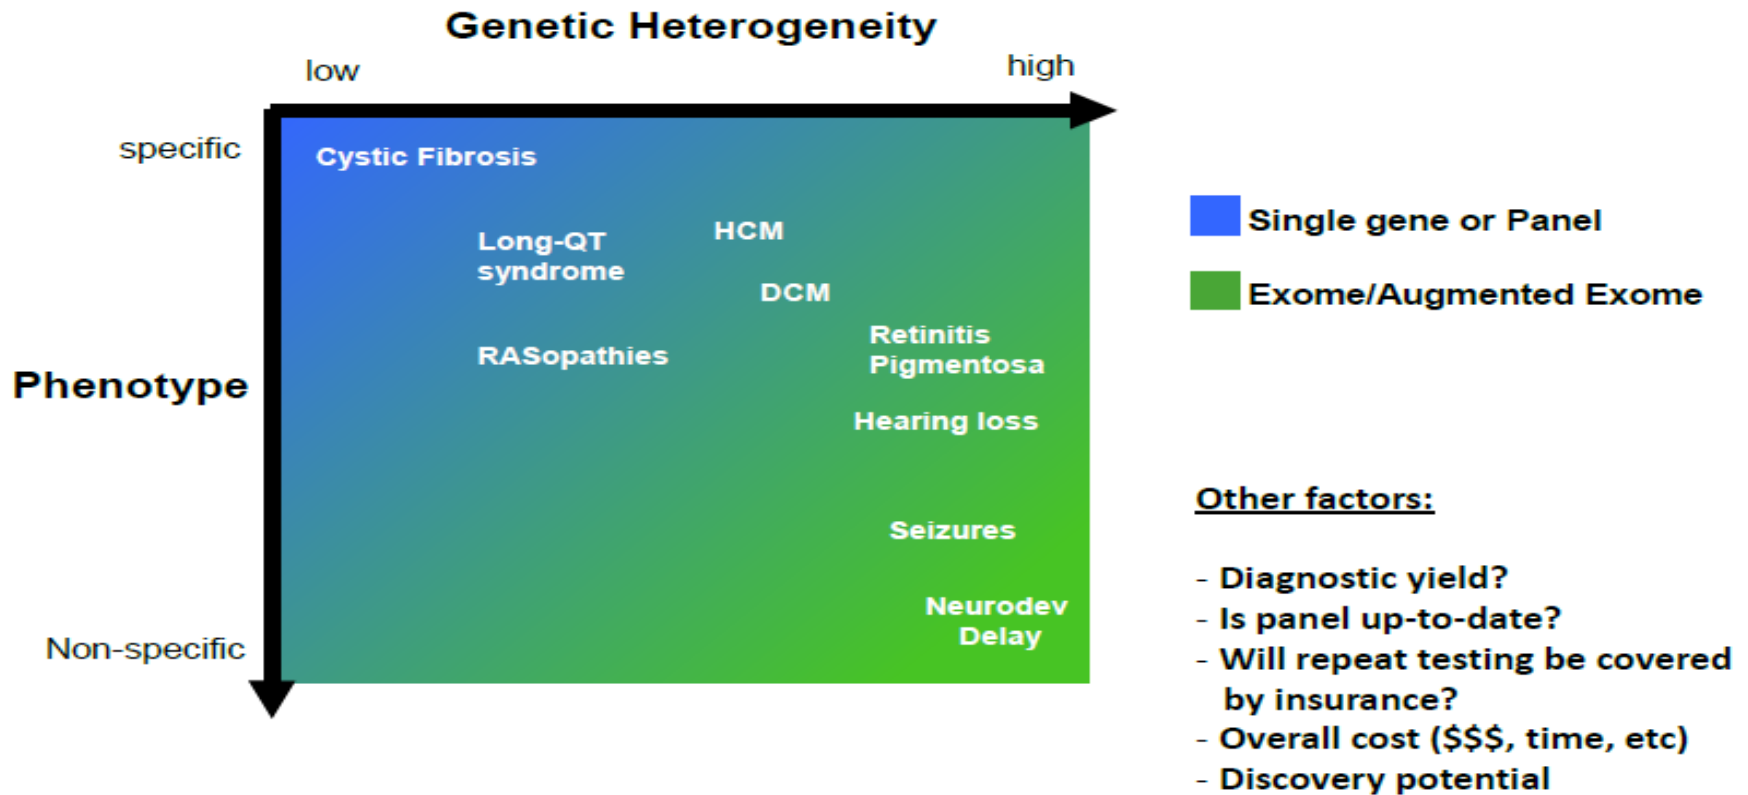 Genetic Heterogeneity
low
high
specific
Cystic Fibrosis
Long-QT
syndrome
HCM
DCM
RASopathies
Retinitis
Pigmentosa
Phenotype
Hearing loss
Seizures
Neurodev
Delay
Non-specific
Single gene or Panel
Exome/Augmented Exome
Other factors:
- Diagnostic yield?
- Is panel up-to-date?
- Will repeat testing be covered
by insurance?
- Overall cost ($$$, time, etc)
- Discovery potential